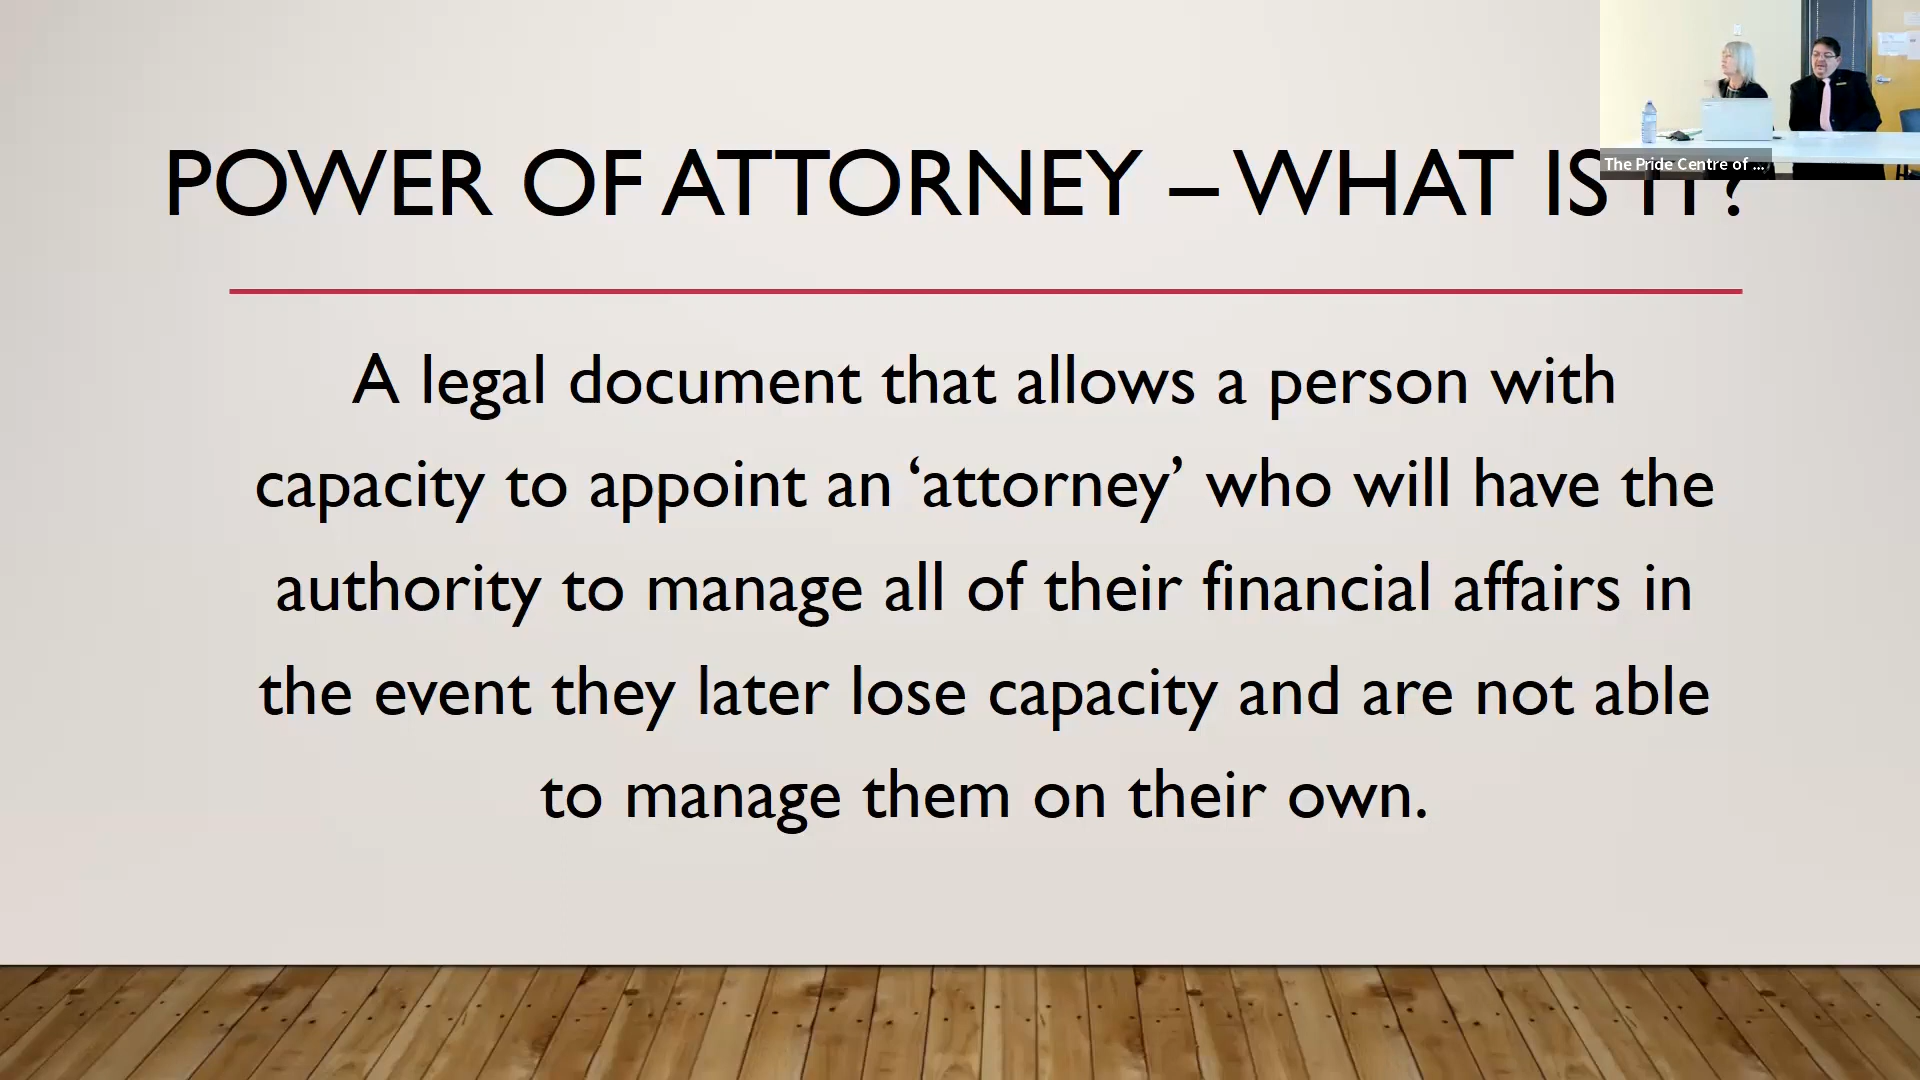 POWER OF ATTORNEY – WHAT IS IT?
The Pride Centre of ...
A legal document that allows a person with
capacity to appoint an ‘attorney’ who will have the
authority to manage all of their financial affairs in
the event they later lose capacity and are not able
to manage them on their own.